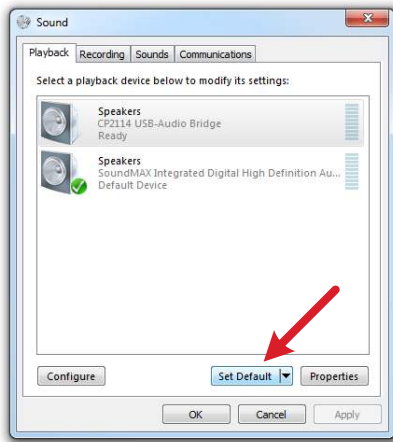 Sound
Playback Recording Sounds Communications
Select a playback device below to modify its settings:
Speakers
CP2114 USB-Audio Bridge
Ready
Speakers
SoundMAX Integrated Digital High Definition Au...
Default Device
Configure Set Default Properties
OK Cancel Apply